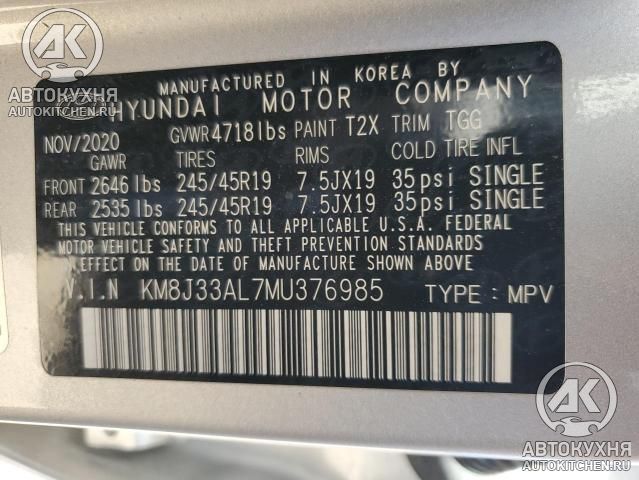 MANUFACTURED IN KOREA BY
HYUNDAI MOTOR COMPANY
NOV/2020 GVWR 4718lbs PAINT T2X TRIM TGG
GAWR TIRES RIMS COLD TIRE INFL
FRONT 2646 lbs 245/45R19 7.5JX19 35psi SINGLE
REAR 2535 lbs 245/45R19 7.5JX19 35psi SINGLE
THIS VEHICLE CONFORMS TO ALL APPLICABLE U.S.A. FEDERAL
MOTOR VEHICLE SAFETY AND THEFT PREVENTION STANDARDS
IN EFFECT ON THE DATE OF MANUFACTURE SHOWN ABOVE.
V.I.N KM8J33AL7MU376985 TYPE : MPV
АК
АВТОКУХНЯ
AUTOKITCHEN.RU
АК
АВТОКУХНЯ
AUTOKITCHEN.RU